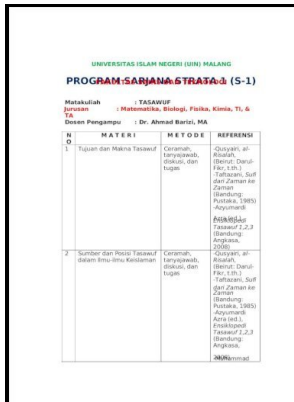 UNIVERSITAS ISLAM NEGERI (UIN) MALANG
PROGRAM SARJANA STRATA I (S-1)
Matakuliah : TASAWUF
Jurusan : Matematika, Biologi, Fisika, Kimia, TI, &
TA
Dosen Pengampu : Dr. Ahmad Barizi, MA
N
O
MATERI METODE REFERENSI
1 Tujuan dan Makna Tasawuf
Ceramah,
tanyajawab,
diskusi, dan
tugas
-Qusyairi, al-
Risalah,
(Beirut: Darul-
Fikr, t.th.)
-Taftazani, Sufi
dari Zaman ke
Zaman
(Bandung:
Pustaka, 1985)
-Azyumardi
Azra (ed.),
Ensiklopedi
Tasawuf 1,2,3
(Bandung:
Angkasa,
2008)
2 Sumber dan Posisi Tasawuf
dalam Ilmu-ilmu Keislaman
Ceramah,
tanyajawab,
diskusi, dan
tugas
-Qusyairi, al-
Risalah,
(Beirut: Darul-
Fikr, t.th.)
-Taftazani, Sufi
dari Zaman ke
Zaman
(Bandung:
Pustaka, 1985)
-Azyumardi
Azra (ed.),
Ensiklopedi
Tasawuf 1,2,3
(Bandung:
Angkasa,
2008)
-Muhammad